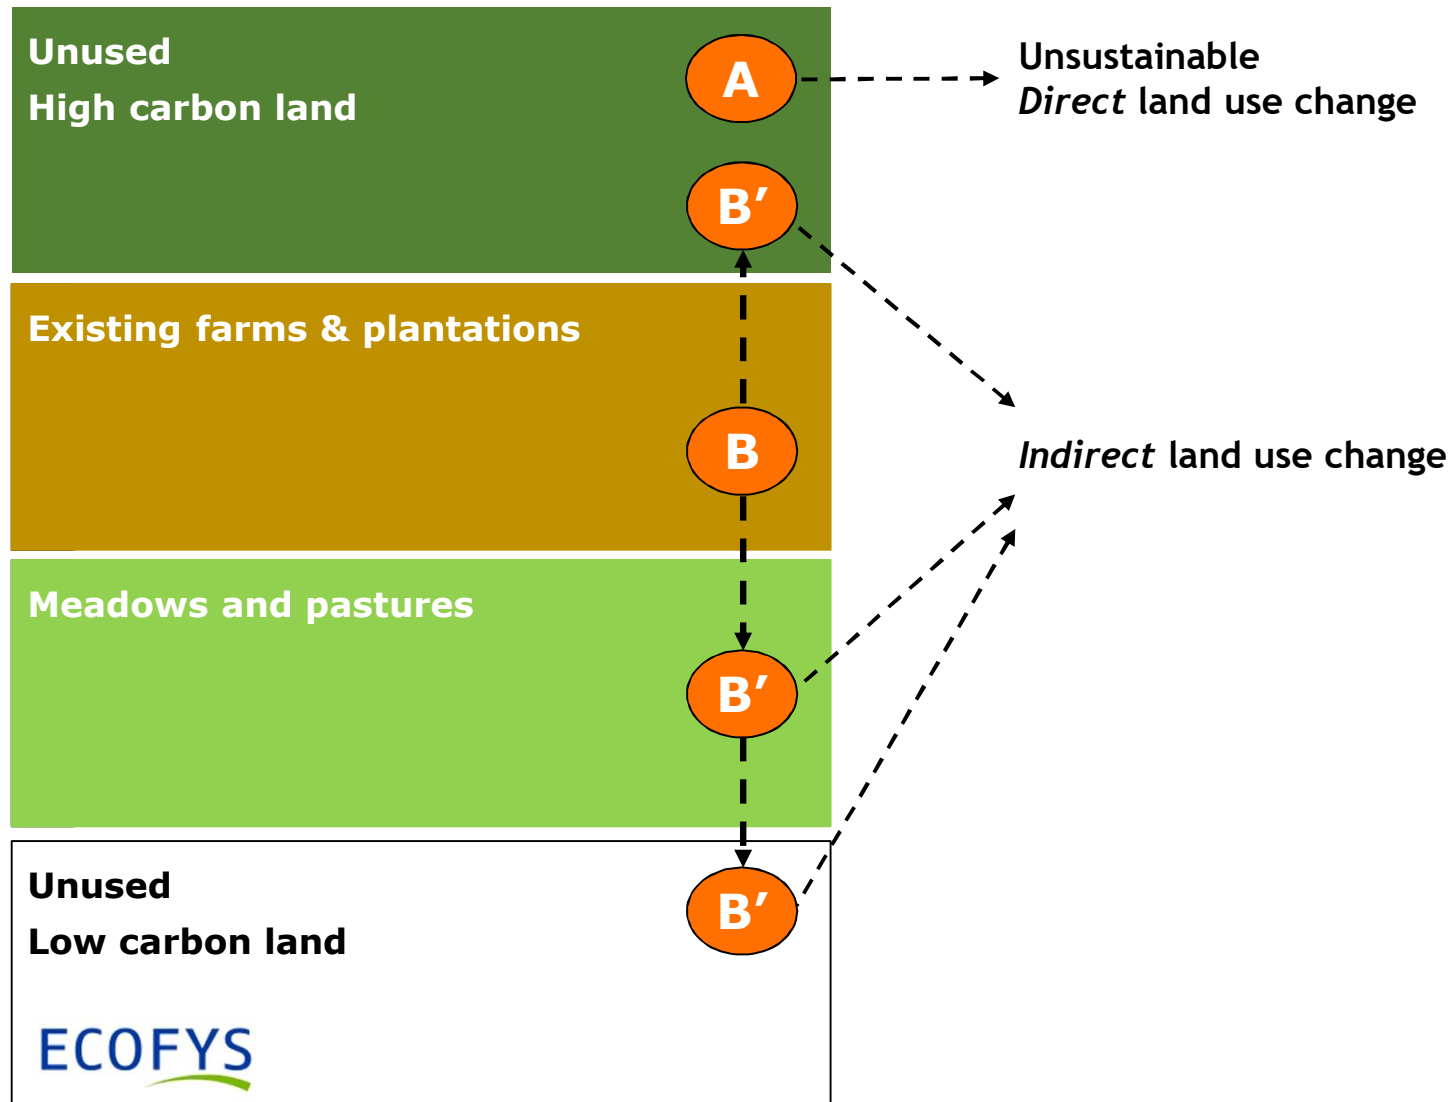 Unused
High carbon land
A
Unsustainable
Direct land use change
B′
Existing farms & plantations
B
Indirect land use change
Meadows and pastures
B′
Unused
Low carbon land
B′
ECOFYS